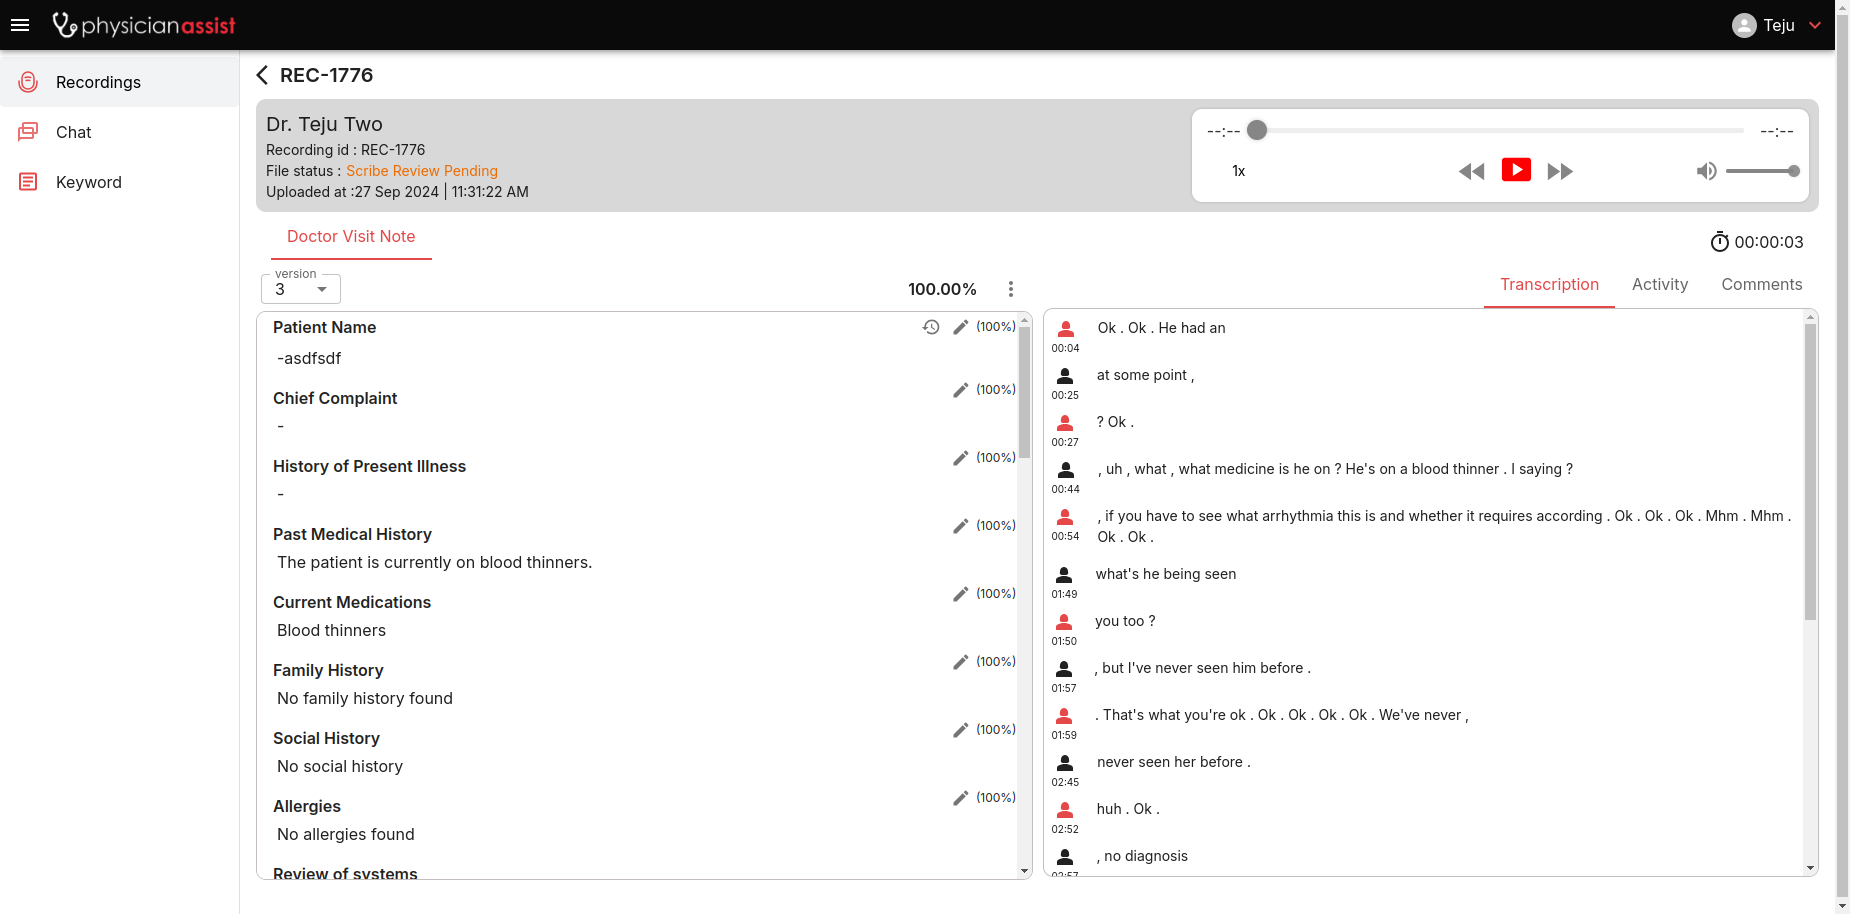 physicianassist
Teju
Recordings
Chat
Keyword
REC-1776
Dr. Teju Two
Recording id : REC-1776
File status : Scribe Review Pending
Uploaded at :27 Sep 2024 | 11:31:22 AM
--:--
--:--
1x
Doctor Visit Note
00:00:03
version
3
100.00%
Transcription
Activity
Comments
Patient Name
(100%)
-asdfsdf
Chief Complaint
(100%)
-
History of Present Illness
(100%)
-
Past Medical History
(100%)
The patient is currently on blood thinners.
Current Medications
(100%)
Blood thinners
Family History
(100%)
No family history found
Social History
(100%)
No social history
Allergies
(100%)
No allergies found
Review of systems
Ok . Ok . He had an
00:04
at some point ,
00:25
? Ok .
00:27
, uh , what , what medicine is he on ? He's on a blood thinner . I saying ?
00:44
, if you have to see what arrhythmia this is and whether it requires according . Ok . Ok . Ok . Mhm . Mhm .
00:54
Ok . Ok .
what's he being seen
01:49
you too ?
01:50
, but I've never seen him before .
01:57
. That's what you're ok . Ok . Ok . Ok . Ok . We've never ,
01:59
never seen her before .
02:45
huh . Ok .
02:52
, no diagnosis
02:57